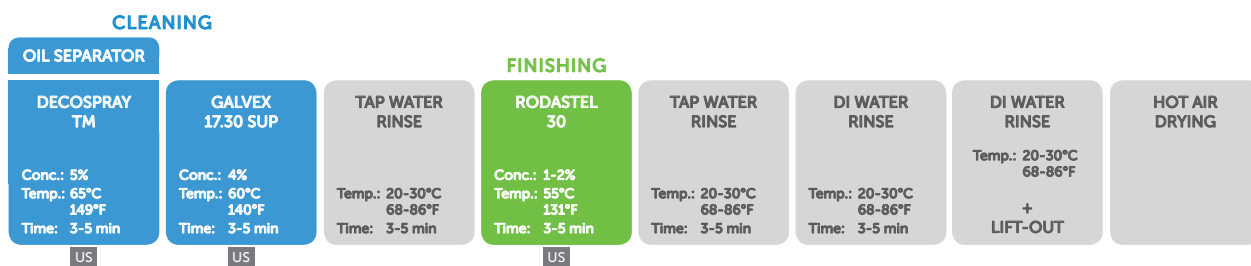 CLEANING
OIL SEPARATOR
DECOSPRAY
TM
Conc.: 5%
Temp.: 65°C
149°F
Time: 3-5 min
US
GALVEX
17.30 SUP
Conc.: 4%
Temp.: 60°C
140°F
Time: 3-5 min
US
TAP WATER
RINSE
Temp.: 20-30°C
68-86°F
Time: 3-5 min
FINISHING
RODASTEL
30
Conc.: 1-2%
Temp.: 55°C
131°F
Time: 3-5 min
US
TAP WATER
RINSE
Temp.: 20-30°C
68-86°F
Time: 3-5 min
DI WATER
RINSE
Temp.: 20-30°C
68-86°F
Time: 3-5 min
DI WATER
RINSE
Temp.: 20-30°C
68-86°F
+
LIFT-OUT
HOT AIR
DRYING